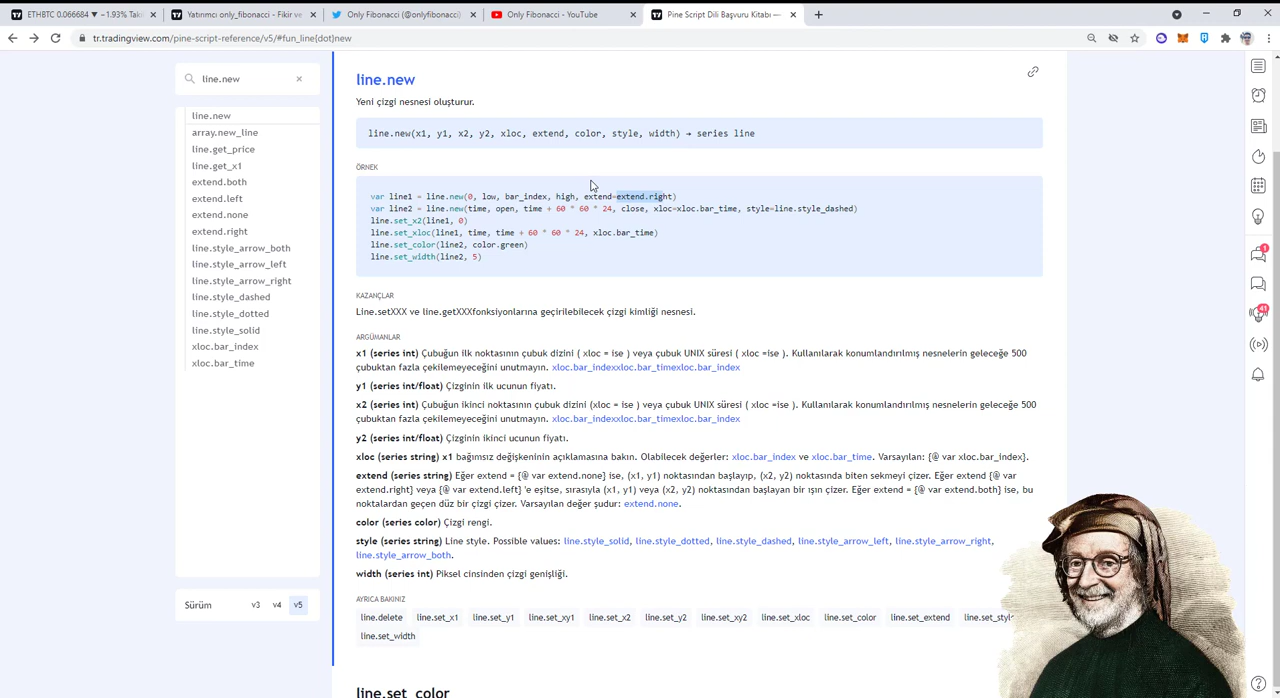 ETHBTC 0.066684 ▼ −1.93% Taki
Yatırımcı only_fibonacci - Fikir ve
Only Fibonacci (@onlyfibonacci)
Only Fibonacci - YouTube
Pine Script Dili Başvuru Kitabı —
tr.tradingview.com/pine-script-reference/v5/#fun_line{dot}new
line.new
line.new
array.new_line
line.get_price
line.get_x1
extend.both
extend.left
extend.none
extend.right
line.style_arrow_both
line.style_arrow_left
line.style_arrow_right
line.style_dashed
line.style_dotted
line.style_solid
xloc.bar_index
xloc.bar_time
Sürüm v3 v4 v5
line.new
Yeni çizgi nesnesi oluşturur.
line.new(x1, y1, x2, y2, xloc, extend, color, style, width) → series line
ÖRNEK
var line1 = line.new(0, low, bar_index, high, extend=extend.right)
var line2 = line.new(time, open, time + 60 * 60 * 24, close, xloc=xloc.bar_time, style=line.style_dashed)
line.set_x2(line1, 0)
line.set_xloc(line1, time, time + 60 * 60 * 24, xloc.bar_time)
line.set_color(line2, color.green)
line.set_width(line2, 5)
KAZANÇLAR
Line.setXXX ve line.getXXXfonksiyonlarına geçirilebilecek çizgi kimliği nesnesi.
ARGÜMANLAR
x1 (series int) Çubuğun ilk noktasının çubuk dizini ( xloc = ise ) veya çubuk UNIX süresi ( xloc =ise ). Kullanılarak konumlandırılmış nesnelerin geleceğe 500
çubuktan fazla çekilemeyeceğini unutmayın. xloc.bar_indexxloc.bar_timexloc.bar_index
y1 (series int/float) Çizginin ilk ucunun fiyatı.
x2 (series int) Çubuğun ikinci noktasının çubuk dizini (xloc = ise ) veya çubuk UNIX süresi ( xloc =ise ). Kullanılarak konumlandırılmış nesnelerin geleceğe 500
çubuktan fazla çekilemeyeceğini unutmayın. xloc.bar_indexxloc.bar_timexloc.bar_index
y2 (series int/float) Çizginin ikinci ucunun fiyatı.
xloc (series string) x1 bağımsız değişkeninin açıklamasına bakın. Olabilecek değerler: xloc.bar_index ve xloc.bar_time. Varsayılan: {@ var xloc.bar_index}.
extend (series string) Eğer extend = {@ var extend.none} ise, (x1, y1) noktasından başlayıp, (x2, y2) noktasında biten sekmeyi çizer. Eğer extend {@ var
extend.right} veya {@ var extend.left} 'e eşitse, sırasıyla (x1, y1) veya (x2, y2) noktasından başlayan bir ışın çizer. Eğer extend = {@ var extend.both} ise, bu
noktalardan geçen düz bir çizgi çizer. Varsayılan değer şudur: extend.none.
color (series color) Çizgi rengi.
style (series string) Line style. Possible values: line.style_solid, line.style_dotted, line.style_dashed, line.style_arrow_left, line.style_arrow_right,
line.style_arrow_both.
width (series int) Piksel cinsinden çizgi genişliği.
AYRICA BAKINIZ
line.delete line.set_x1 line.set_y1 line.set_xy1 line.set_x2 line.set_y2 line.set_xy2 line.set_xloc line.set_color line.set_extend line.set_style
line.set_width
line.set_color
1
41